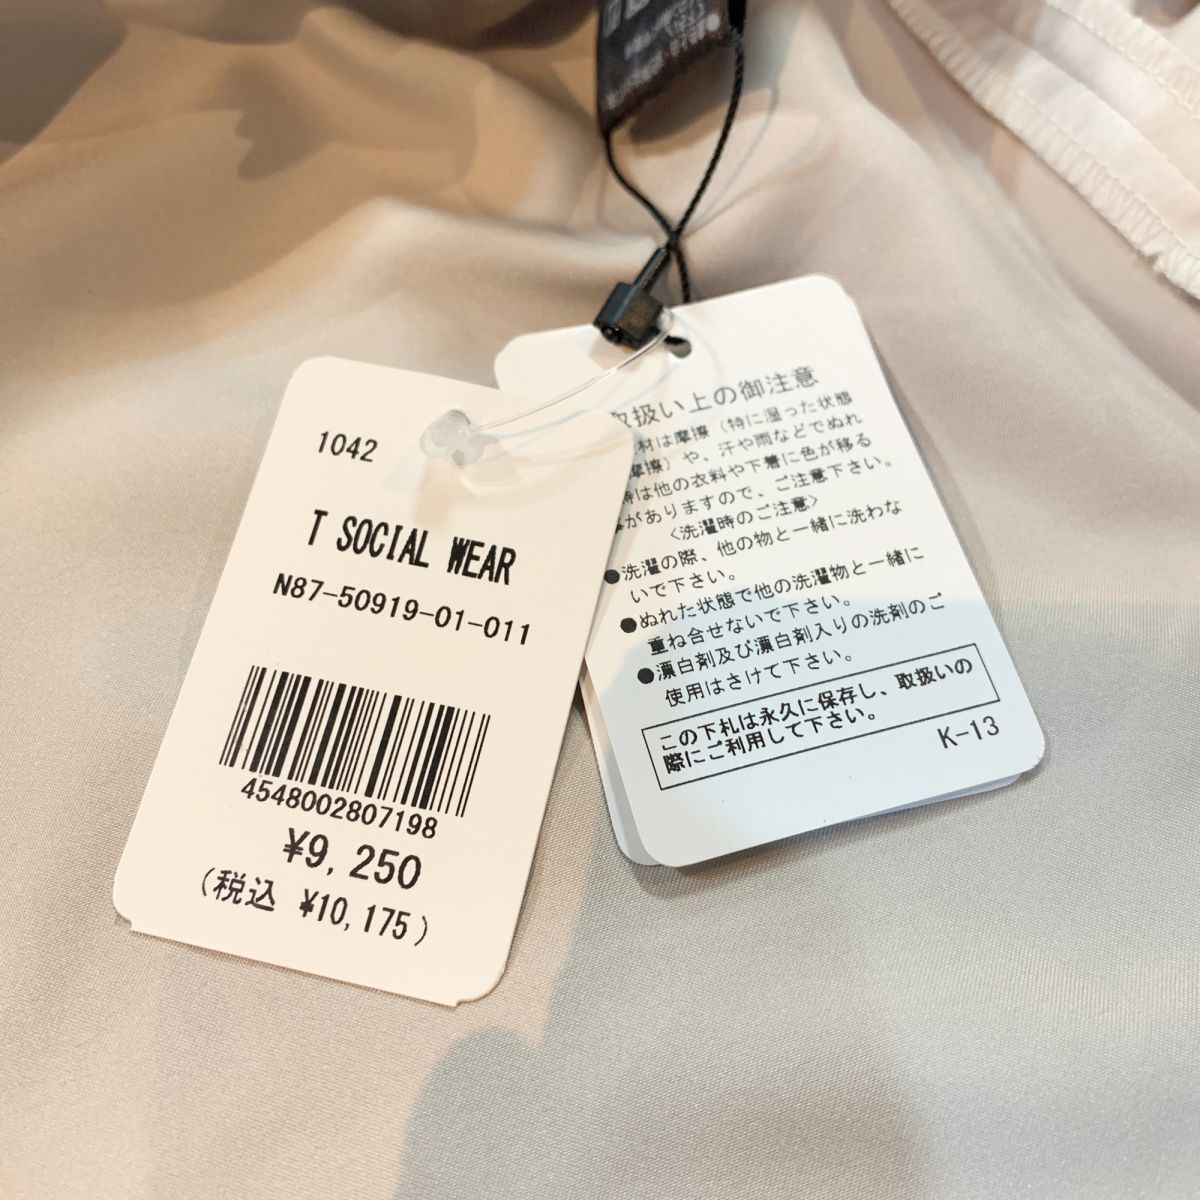 1042
T SOCIAL WEAR
N87-50919-01-011
4548002807198
¥9,250
(税込 ¥10,175)
取扱い上の御注意
材は摩擦(特に湿った状態
摩擦)や、汗や雨などでぬれ
時は他の衣料や下着に色が移る
がありますので、ご注意下さい。
<洗濯時のご注意>
●洗濯の際、他の物と一緒に洗わな
いで下さい。
●ぬれた状態で他の洗濯物と一緒に
重ね合せないで下さい。
●漂白剤及び漂白剤入りの洗剤のご
使用はさけて下さい。
この下札は永久に保存し、取扱いの
際にご利用して下さい。
K-13